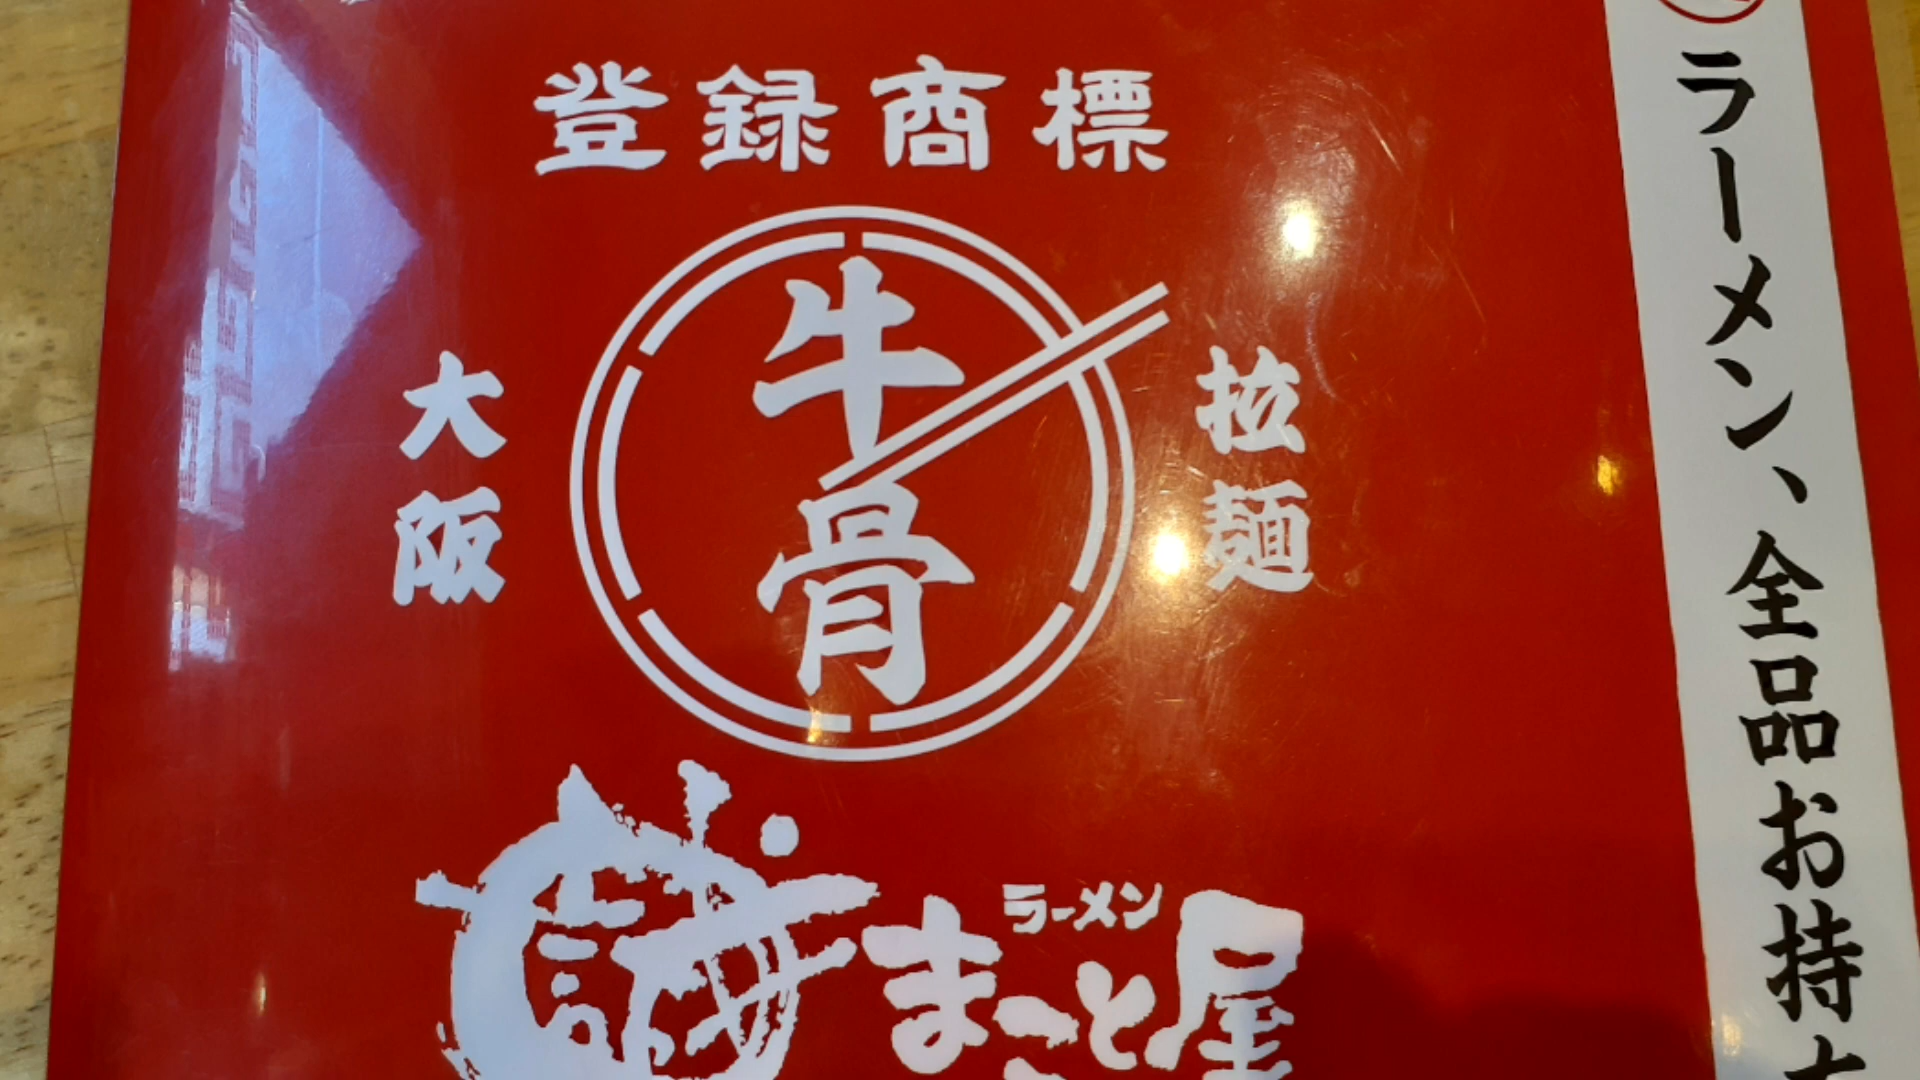 登録商標
大阪
牛骨
拉麺
誠
ラーメン
まこと屋
ラーメン、全品お持